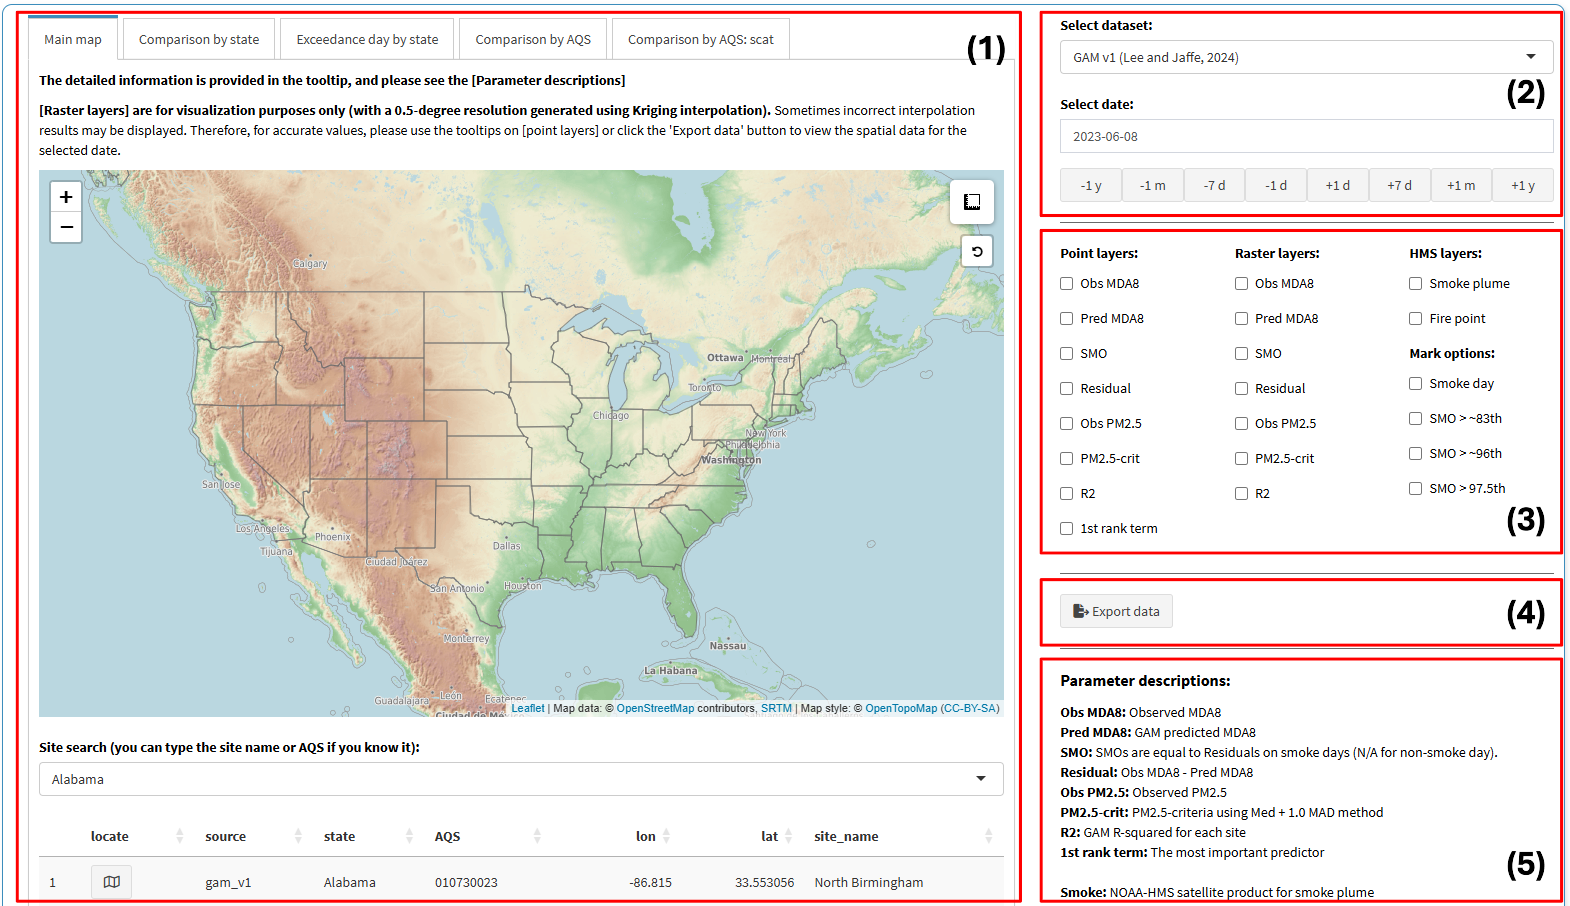 Main map
Comparison by state
Exceedance day by state
Comparison by AQS
Comparison by AQS: scat
(1)
The detailed information is provided in the tooltip, and please see the [Parameter descriptions]
[Raster layers] are for visualization purposes only (with a 0.5-degree resolution generated using Kriging interpolation). Sometimes incorrect interpolation
results may be displayed. Therefore, for accurate values, please use the tooltips on [point layers] or click the 'Export data' button to view the spatial data for the
selected date.
+
−
Calgary
Ottawa
Montreal
Toronto
Chicago
New York
Philadelphia
Washington
San Jose
Los Angeles
Phoenix
Tijuana
Dallas
Ciudad Juárez
San Antonio
Houston
Monterrey
Nassau
La Habana
León
Guadalajara
Ecatepec
Ciudad de México
Leaflet | Map data: © OpenStreetMap contributors, SRTM | Map style: © OpenTopoMap (CC-BY-SA)
Site search (you can type the site name or AQS if you know it):
Alabama
locate source state AQS lon lat site_name
1 gam_v1 Alabama 010730023 -86.815 33.553056 North Birmingham
Select dataset:
GAM v1 (Lee and Jaffe, 2024)
(2)
Select date:
2023-06-08
-1 y -1 m -7 d -1 d +1 d +7 d +1 m +1 y
Point layers:
Obs MDA8
Pred MDA8
SMO
Residual
Obs PM2.5
PM2.5-crit
R2
1st rank term
Raster layers:
Obs MDA8
Pred MDA8
SMO
Residual
Obs PM2.5
PM2.5-crit
R2
HMS layers:
Smoke plume
Fire point
Mark options:
Smoke day
SMO > ~83th
SMO > ~96th
SMO > 97.5th
(3)
Export data
(4)
Parameter descriptions:
Obs MDA8: Observed MDA8
Pred MDA8: GAM predicted MDA8
SMO: SMOs are equal to Residuals on smoke days (N/A for non-smoke day).
Residual: Obs MDA8 - Pred MDA8
Obs PM2.5: Observed PM2.5
PM2.5-crit: PM2.5-criteria using Med + 1.0 MAD method
R2: GAM R-squared for each site
1st rank term: The most important predictor
(5)
Smoke: NOAA-HMS satellite product for smoke plume